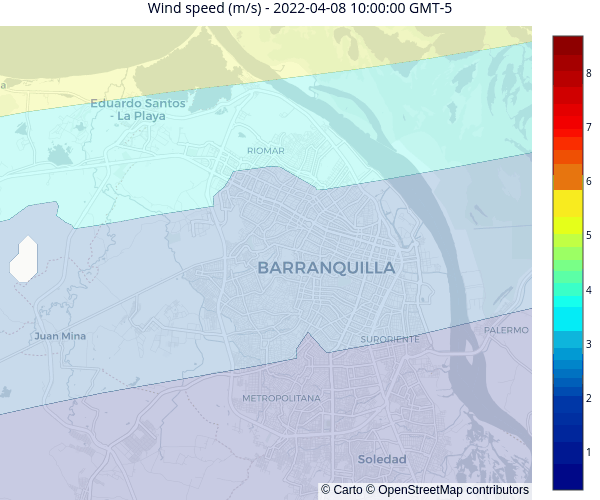 Wind speed (m/s) - 2022-04-08 10:00:00 GMT-5
a
Eduardo Santos
- La Playa
RIOMAR
BARRANQUILLA
Juan Mina
SURORIENTE
PALERMO
METROPOLITANA
Soledad
© Carto © OpenStreetMap contributors
8
7
6
5
4
3
2
1